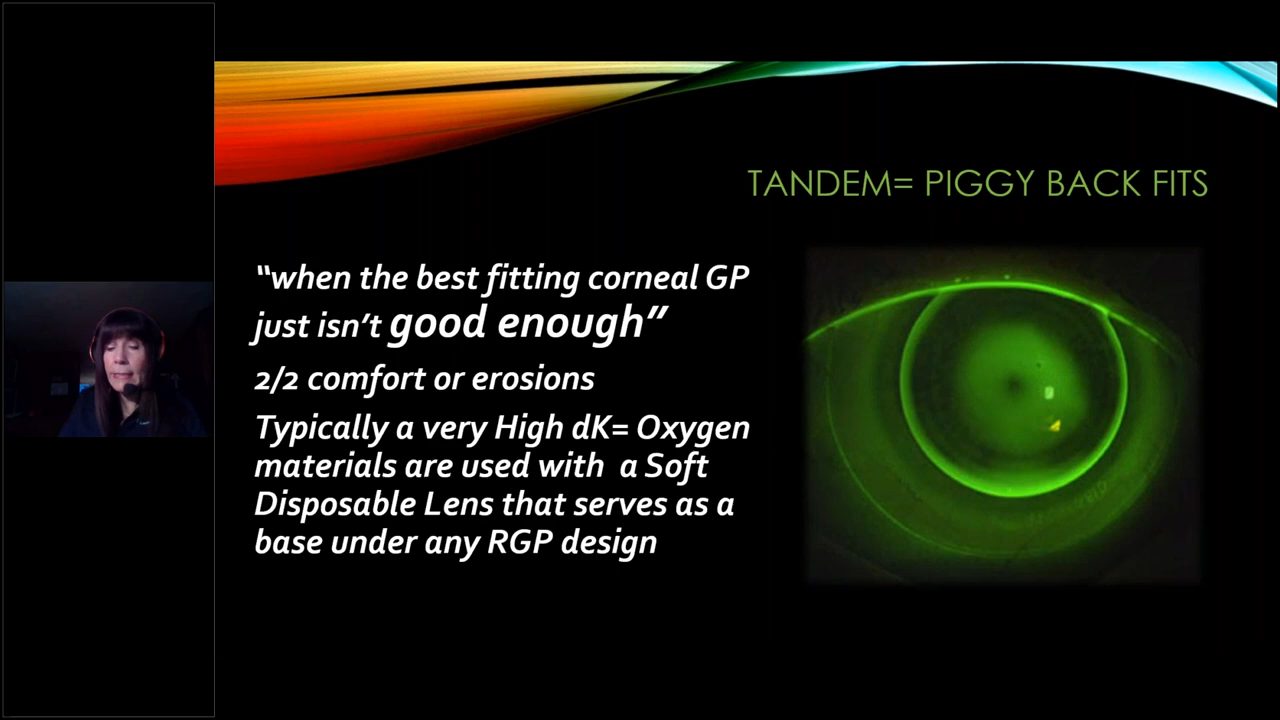 TANDEM= PIGGY BACK FITS
“when the best fitting corneal GP
just isn’t good enough”
2/2 comfort or erosions
Typically a very High dK= Oxygen
materials are used with a Soft
Disposable Lens that serves as a
base under any RGP design